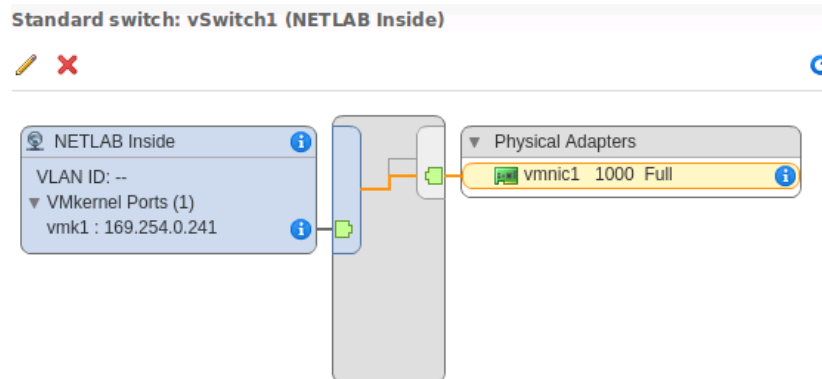 Standard switch: vSwitch1 (NETLAB Inside)
NETLAB Inside
VLAN ID: --
VMkernel Ports (1)
vmk1 : 169.254.0.241
Physical Adapters
vmnic1 1000 Full